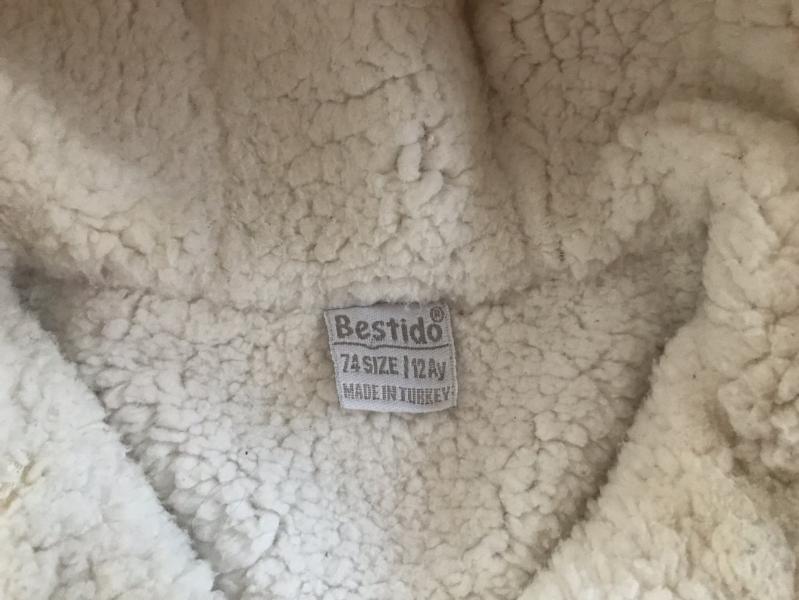 Bestido®
74 SIZE | 12 Ay
MADE IN TURKEY